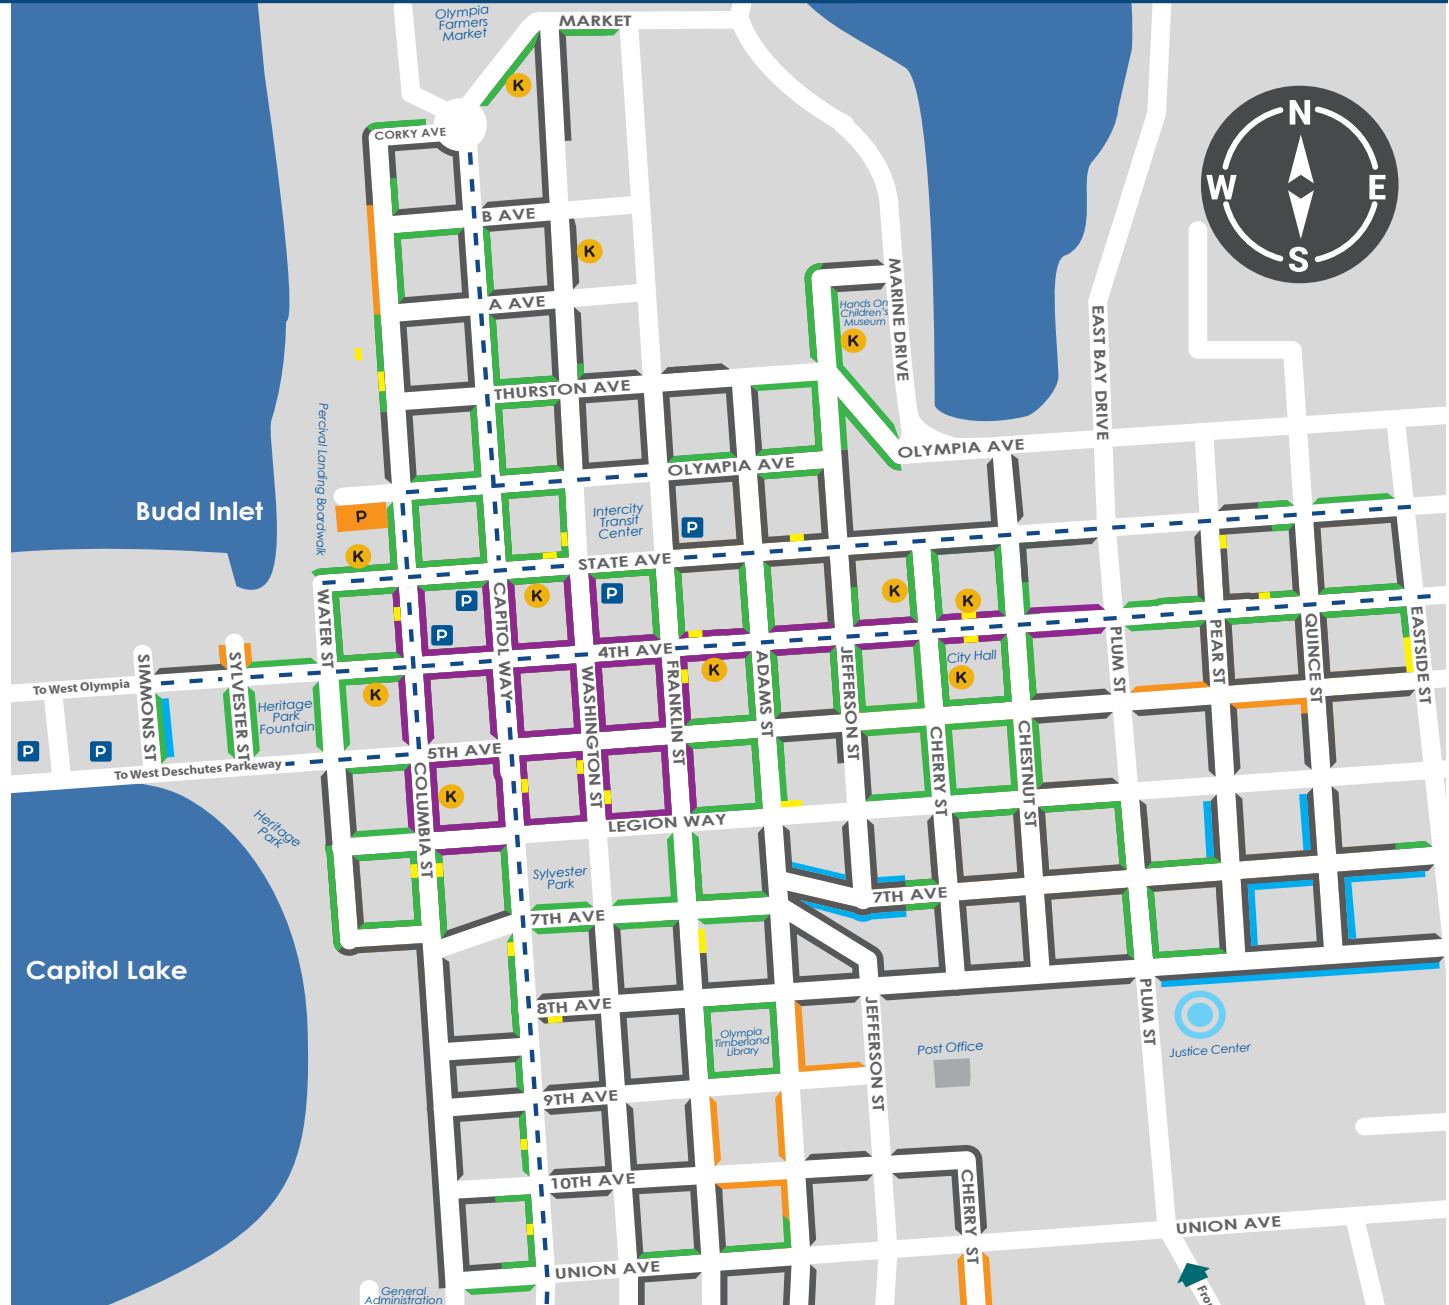 Olympia
Farmers
Market
MARKET
K
CORKY AVE
N
W
E
S
B AVE
K
A AVE
MARINE DRIVE
Hands On
Children's
Museum
K
EAST BAY DRIVE
THURSTON AVE
Percival Landing Boardwalk
OLYMPIA AVE
OLYMPIA AVE
Budd Inlet
P
K
Intercity
Transit
Center
P
STATE AVE
WATER ST
P
P
CAPITOL WAY
K
P
K
K
4TH AVE
City Hall
K
PLUM ST
PEAR ST
QUINCE ST
EASTSIDE ST
SIMMONS ST
SYLVESTER ST
To West Olympia
K
Heritage
Park
Fountain
WASHINGTON ST
FRANKLIN ST
K
ADAMS ST
JEFFERSON ST
CHERRY ST
CHESTNUT ST
P
P
To West Deschutes Parkeway
5TH AVE
COLUMBIA ST
K
Heritage
Park
LEGION WAY
Sylvester
Park
7TH AVE
7TH AVE
Capitol Lake
8TH AVE
Olympia
Timberland
Library
JEFFERSON ST
Post Office
PLUM ST
Justice Center
9TH AVE
10TH AVE
CHERRY ST
UNION AVE
UNION AVE
General
Administration
Fro